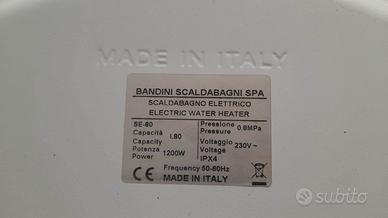 MADE IN ITALY
BANDINI SCALDABAGNI SPA
SCALDABAGNO ELETTRICO
ELECTRIC WATER HEATER
SE-80
Capacità
Capacity
l.80
Potenza
Power
1200W
Pressione
Pressure
0.8MPa
Voltaggio
Voltage
230V~
IPX4
Frequency 50-60Hz
CE MADE IN ITALY
subito